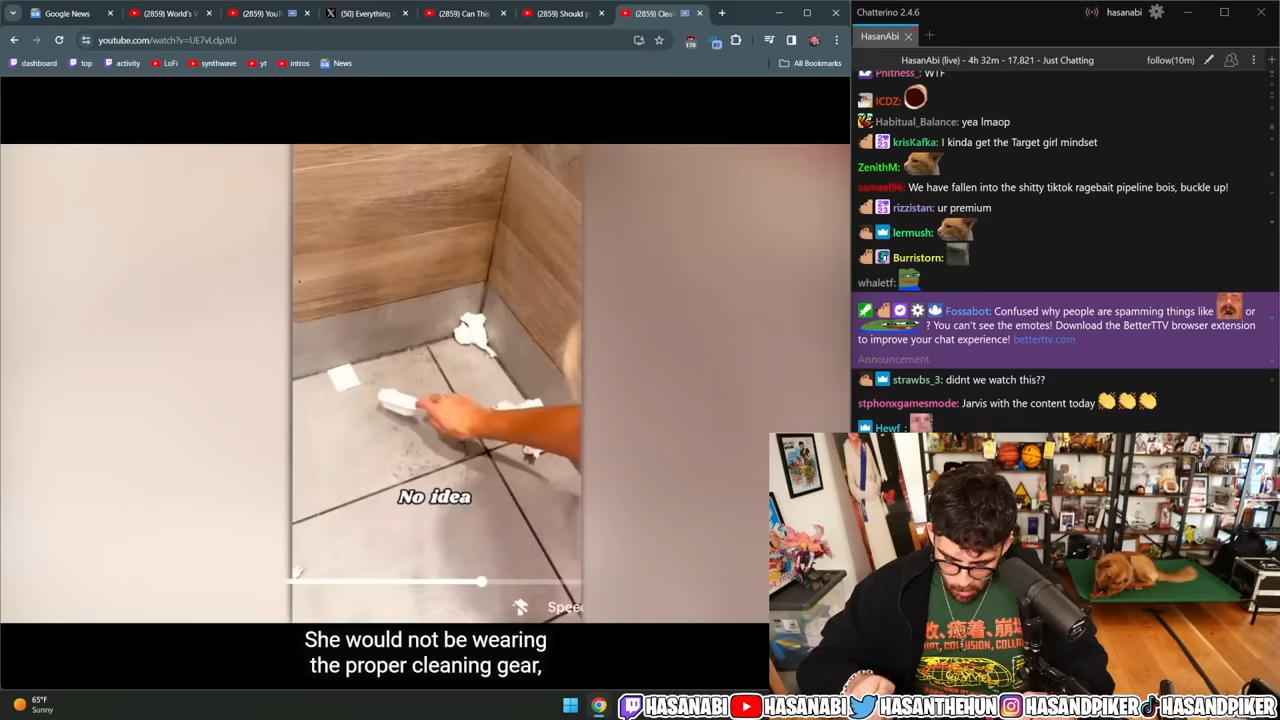 Google News
(2859) World's
(2859) YouT
(50) Everything
(2859) Can This
(2859) Should p
(2859) Clea
youtube.com/watch?v=UE7vLclpJtU
170
dashboard
top
activity
LoFi
synthwave
yt
intros
News
All Bookmarks
No idea
Spee
She would not be wearing
the proper cleaning gear,
65°F
Sunny
Chatterino 2.4.6
hasanabi
HasanAbi
HasanAbi (live) - 4h 32m - 17,821 - Just Chatting
follow(10m)
Phitness_: WTF
ICDZ:
Habitual_Balance: yea lmaop
krisKafka: I kinda get the Target girl mindset
ZenithM:
samael96: We have fallen into the shitty tiktok ragebait pipeline bois, buckle up!
rizzistan: ur premium
lermush:
Burristorn:
whaletf:
Fossabot: Confused why people are spamming things like or
? You can't see the emotes! Download the BetterTTV browser extension
to improve your chat experience! betterttv.com
Announcement
strawbs_3: didnt we watch this??
stphonxgamesmode: Jarvis with the content today
Hewf_:
HASANABI HASANABI HASANTHEHUN HASANDPIKER HASANDPIKER